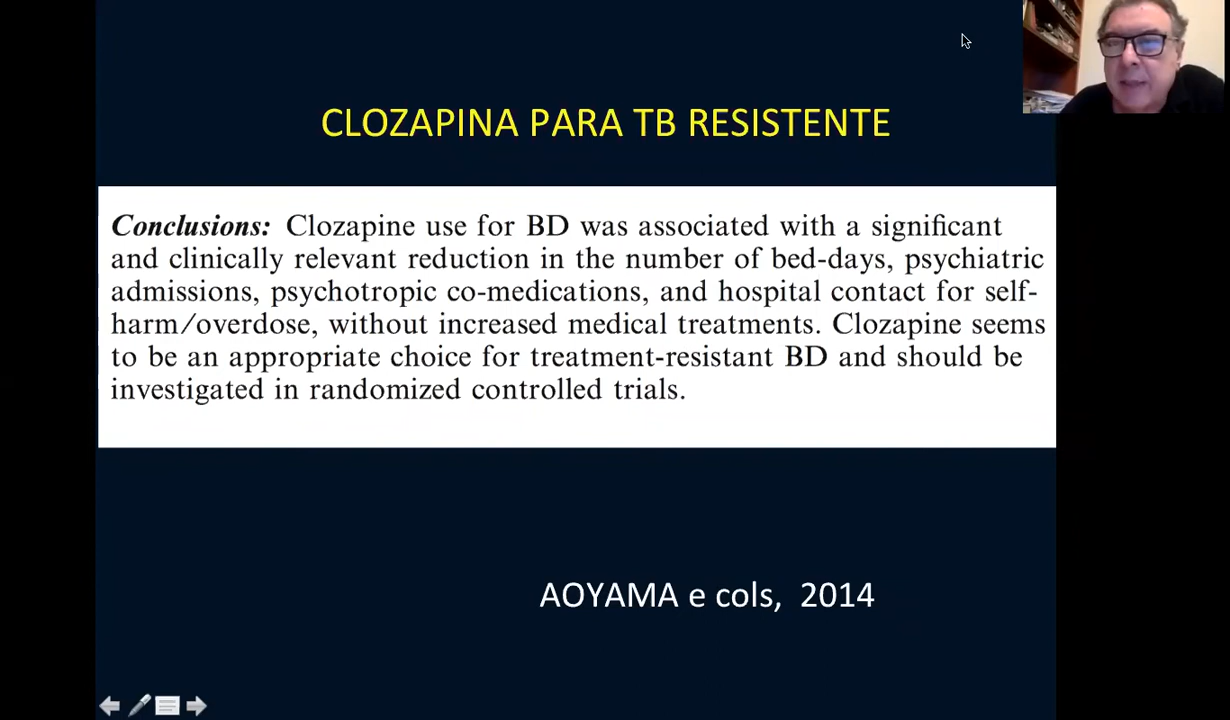 CLOZAPINA PARA TB RESISTENTE
Conclusions: Clozapine use for BD was associated with a significant
and clinically relevant reduction in the number of bed-days, psychiatric
admissions, psychotropic co-medications, and hospital contact for self-
harm/overdose, without increased medical treatments. Clozapine seems
to be an appropriate choice for treatment-resistant BD and should be
investigated in randomized controlled trials.
AOYAMA e cols, 2014